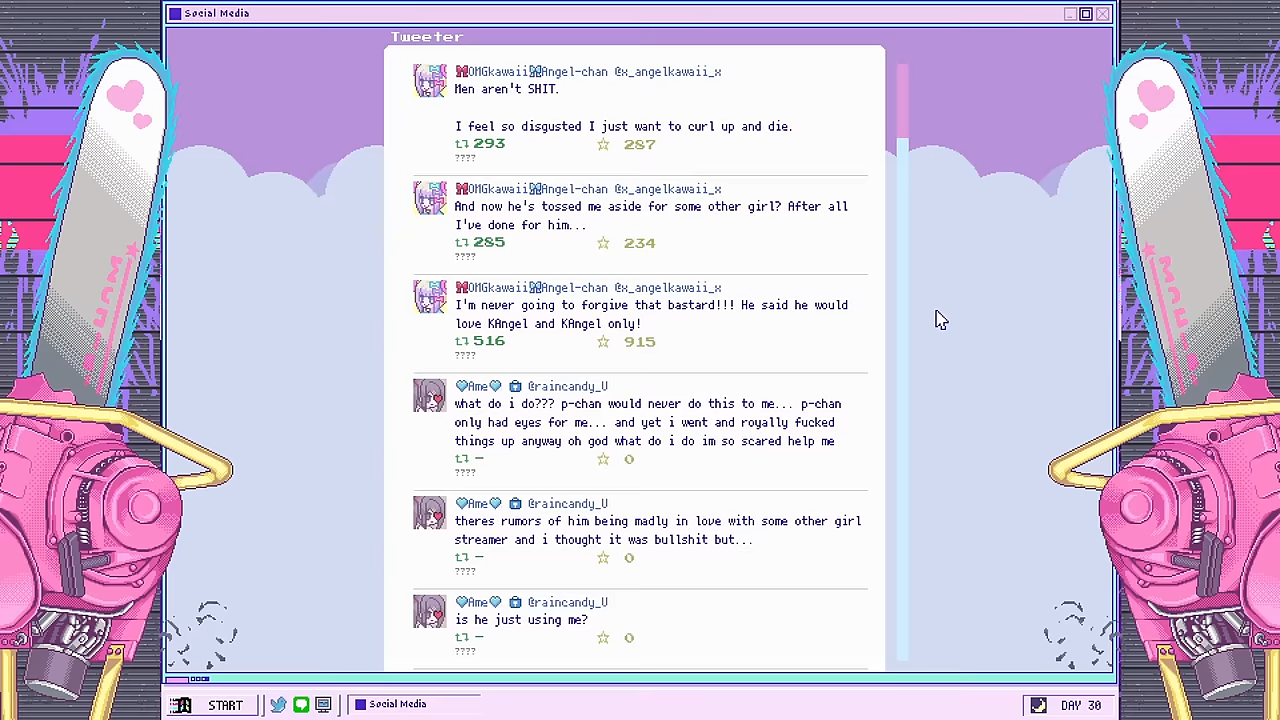 Social Media
Tweeter
OMGkawaii Angel-chan @x_angelkawaii_x
Men aren't SHIT.
I feel so disgusted I just want to curl up and die.
293 ☆ 287
????
OMGkawaii Angel-chan @x_angelkawaii_x
And now he's tossed me aside for some other girl? After all
I've done for him...
285 ☆ 234
????
OMGkawaii Angel-chan @x_angelkawaii_x
I'm never going to forgive that bastard!!! He said he would
love KAngel and KAngel only!
516 ☆ 915
????
Ame @raincandy_U
what do i do??? p-chan would never do this to me... p-chan
only had eyes for me... and yet i went and royally fucked
things up anyway oh god what do i do im so scared help me
- ☆ 0
????
Ame @raincandy_U
theres rumors of him being madly in love with some other girl
streamer and i thought it was bullshit but...
- ☆ 0
????
Ame @raincandy_U
is he just using me?
- ☆ 0
????
START
Social Media
DAY 30